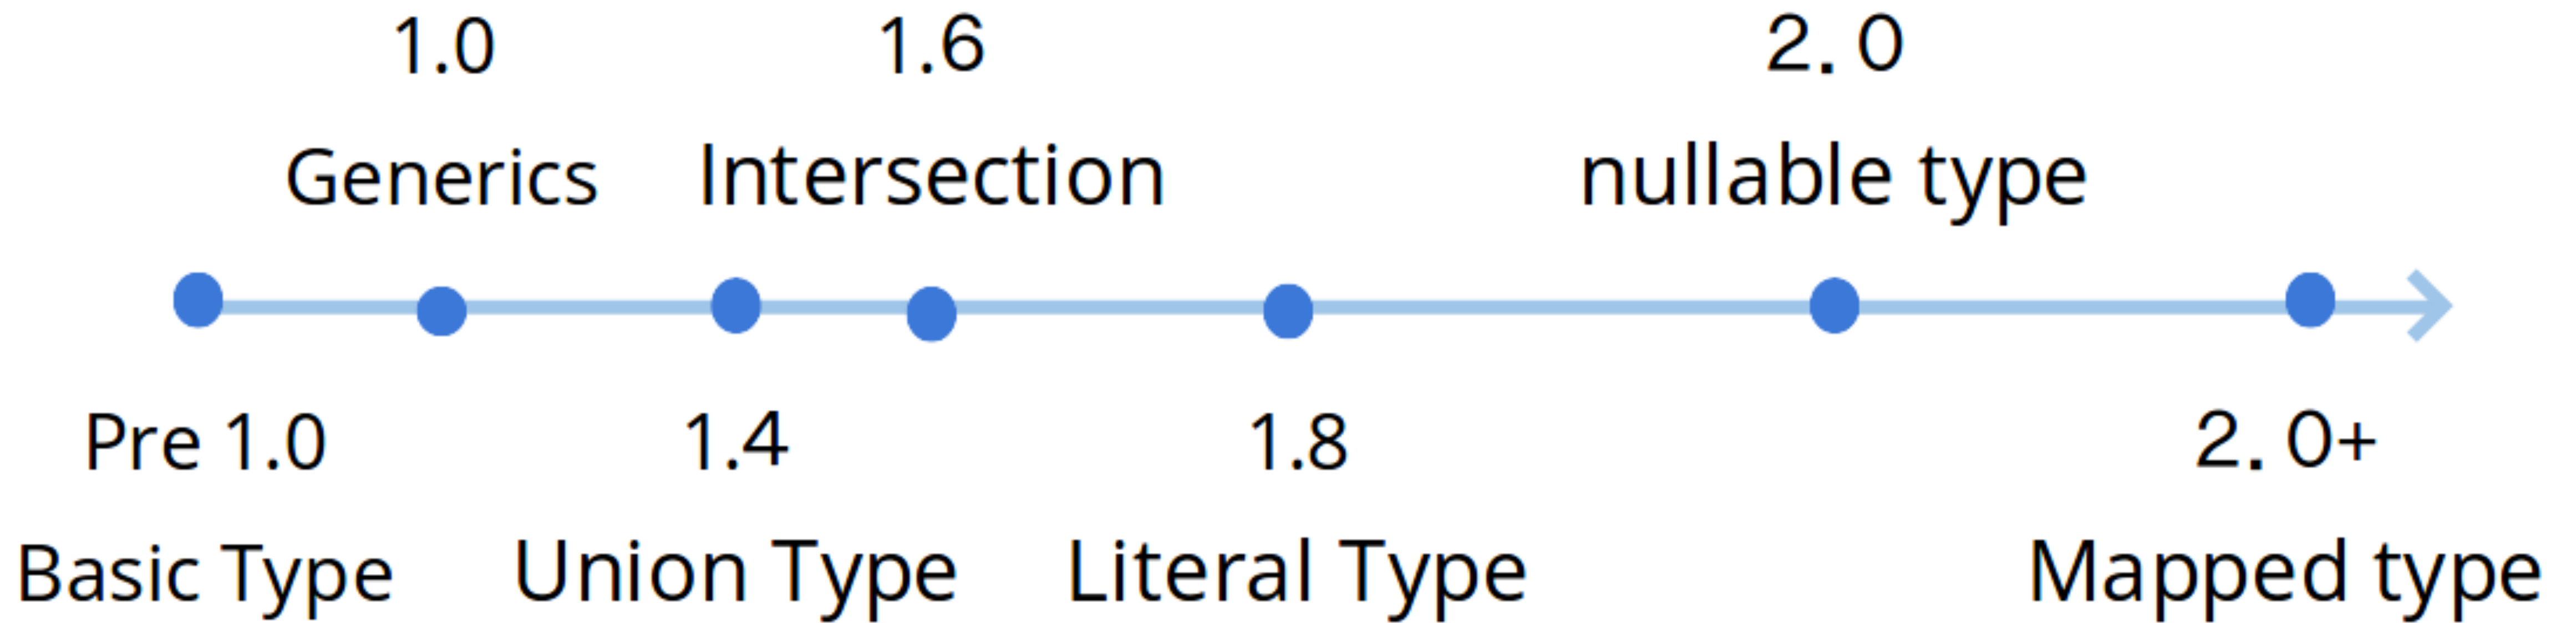 1.0
1.6
2.0
Generics
Intersection
nullable type
Pre 1.0
1.4
1.8
2.0+
Basic Type
Union Type
Literal Type
Mapped type